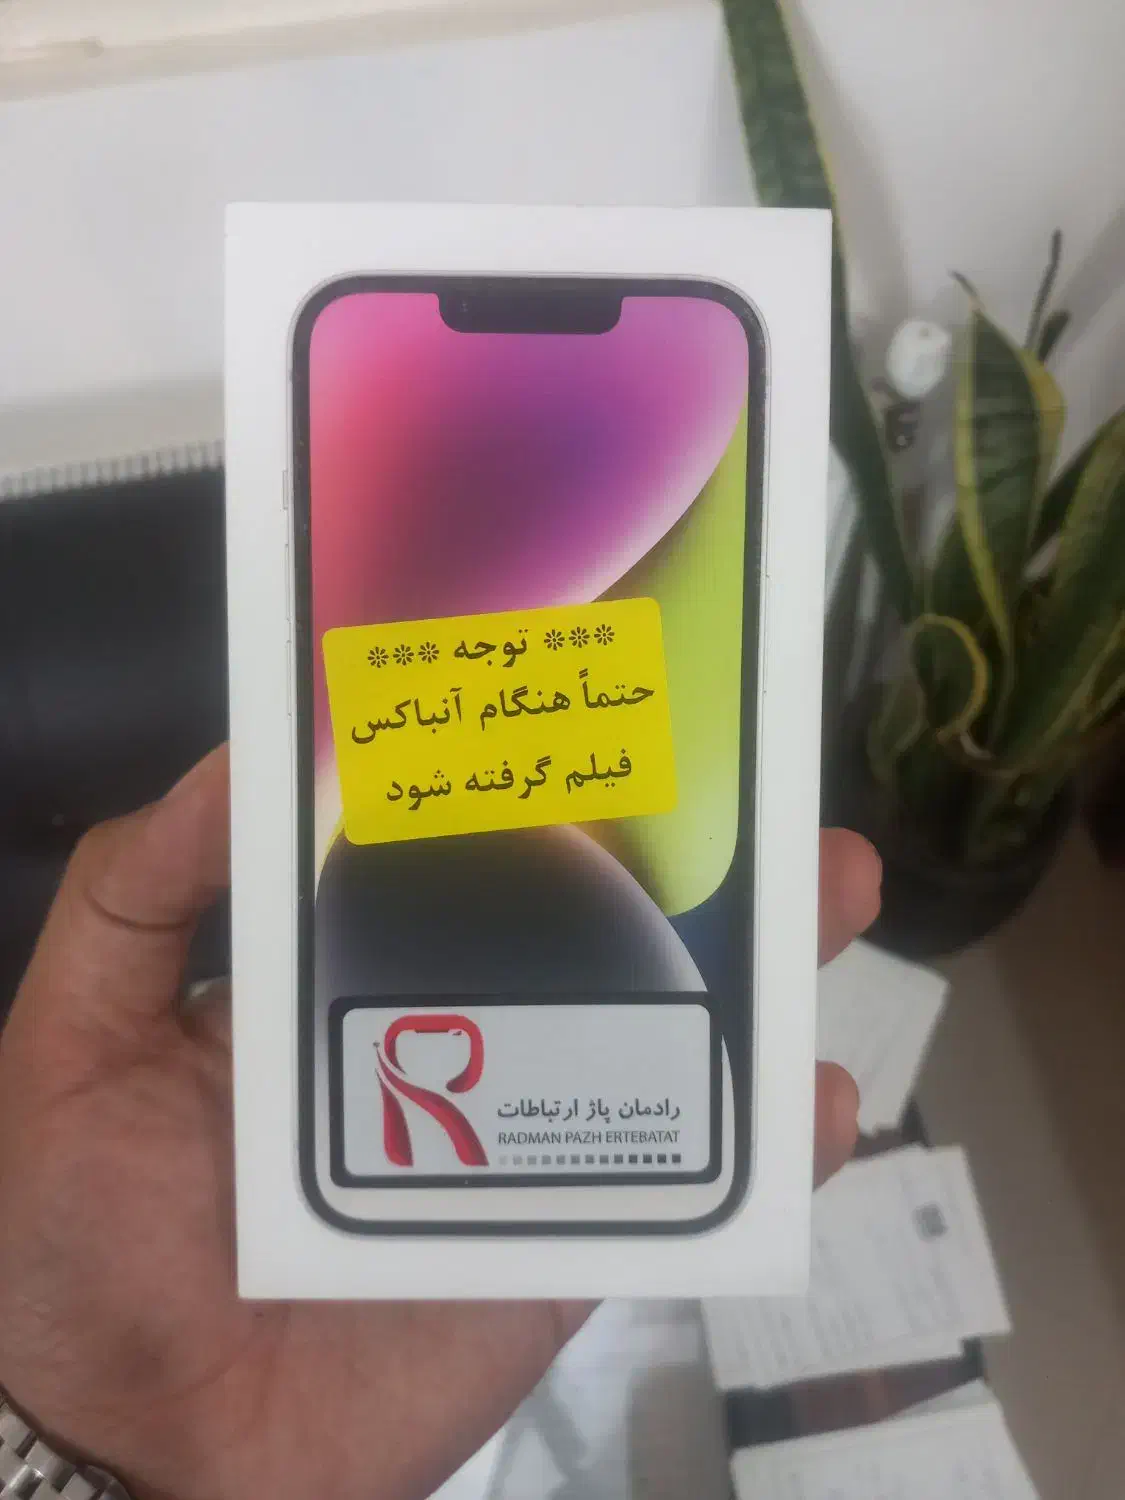 *** توجه ***
حتماً هنگام آنباکس
فیلم گرفته شود
رادمان پاژ ارتباطات
RADMAN PAZH ERTEBATAT